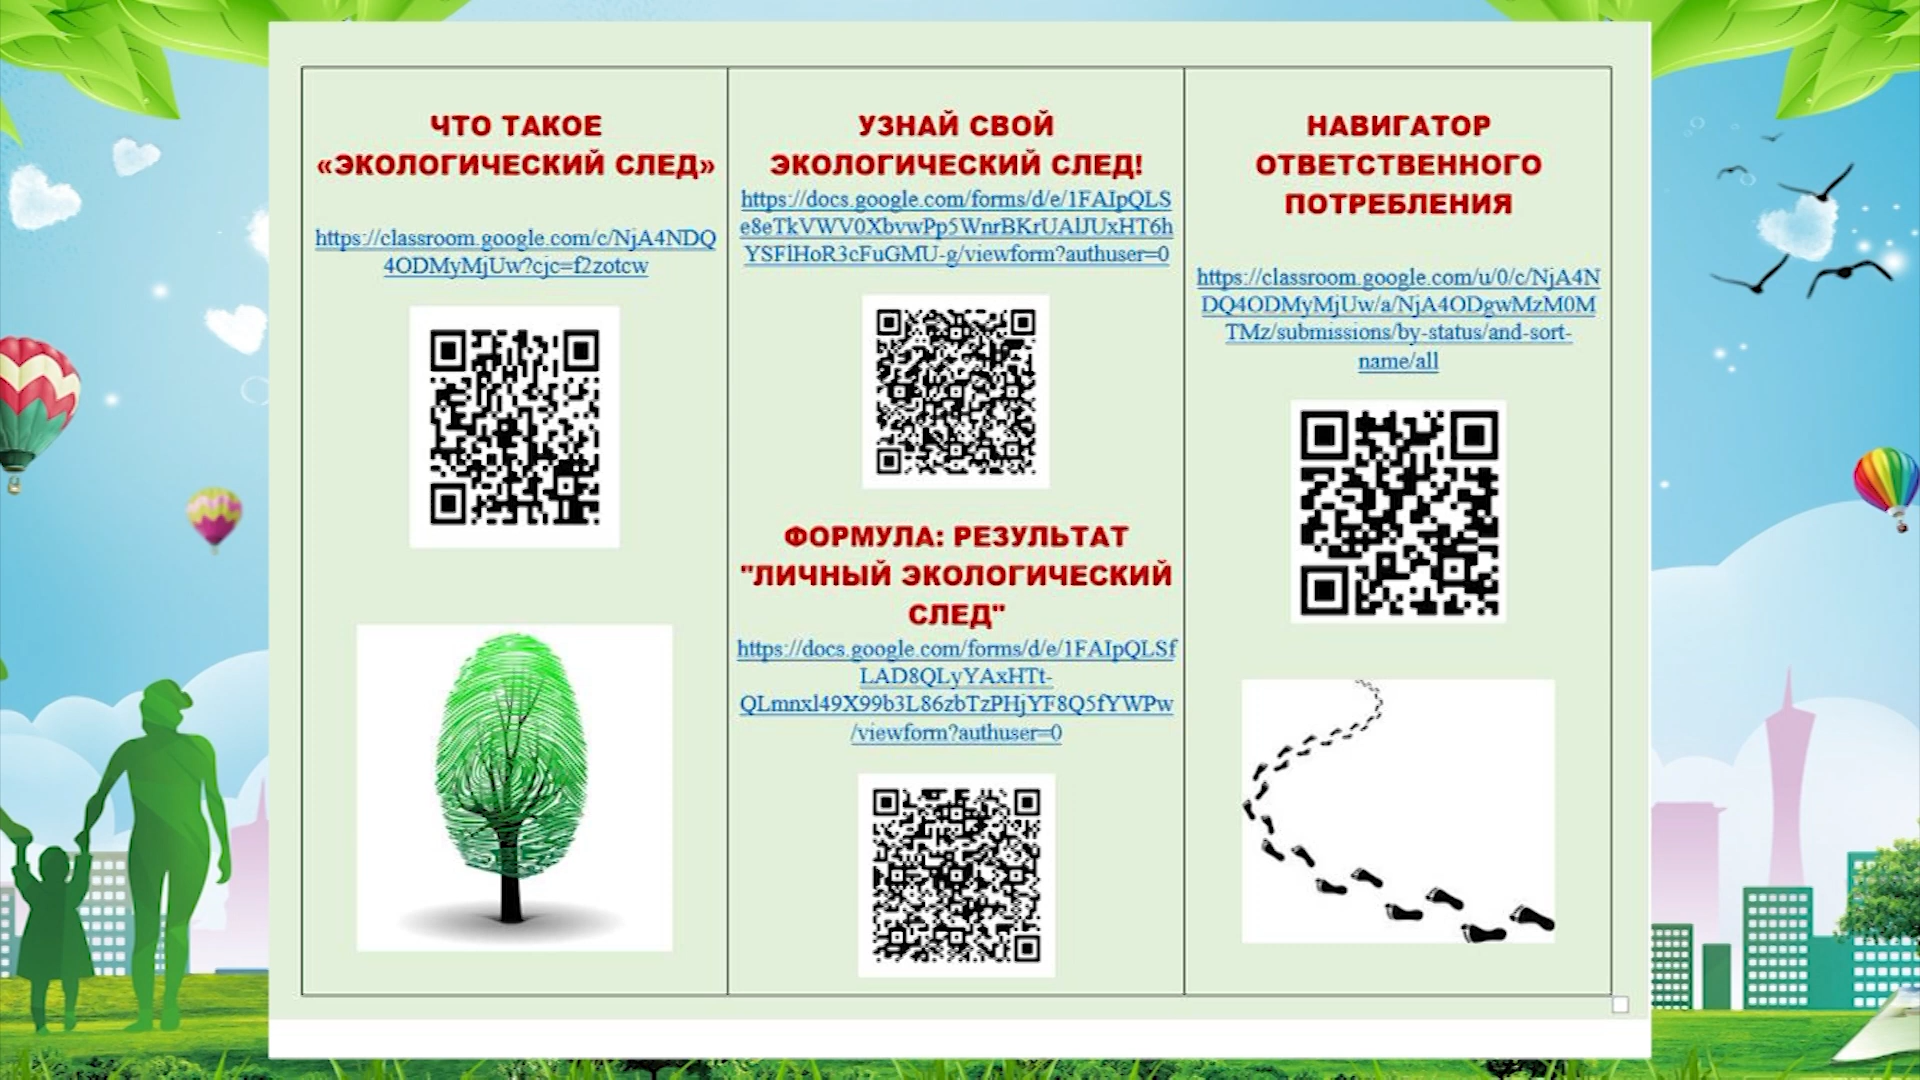 ЧТО ТАКОЕ
«ЭКОЛОГИЧЕСКИЙ СЛЕД»
https://classroom.google.com/c/NjA4NDQ
4ODMyMjUw?cjc=f2zotcw
УЗНАЙ СВОЙ
ЭКОЛОГИЧЕСКИЙ СЛЕД!
https://docs.google.com/forms/d/e/1FAIpQLS
e8eTkVWV0XbvwPp5WnrBKrUAlJUxHT6h
YSFlHoR3cFuGMU-g/viewform?authuser=0
ФОРМУЛА: РЕЗУЛЬТАТ
"ЛИЧНЫЙ ЭКОЛОГИЧЕСКИЙ
СЛЕД"
https://docs.google.com/forms/d/e/1FAIpQLSf
LAD8QLyYAxHTt-
QLmnxl49X99b3L86zbTzPHjYF8Q5fYWPw
/viewform?authuser=0
НАВИГАТОР
ОТВЕТСТВЕННОГО
ПОТРЕБЛЕНИЯ
https://classroom.google.com/u/0/c/NjA4N
DQ4ODMyMjUw/a/NjA4ODgwMzM0M
TMz/submissions/by-status/and-sort-
name/all